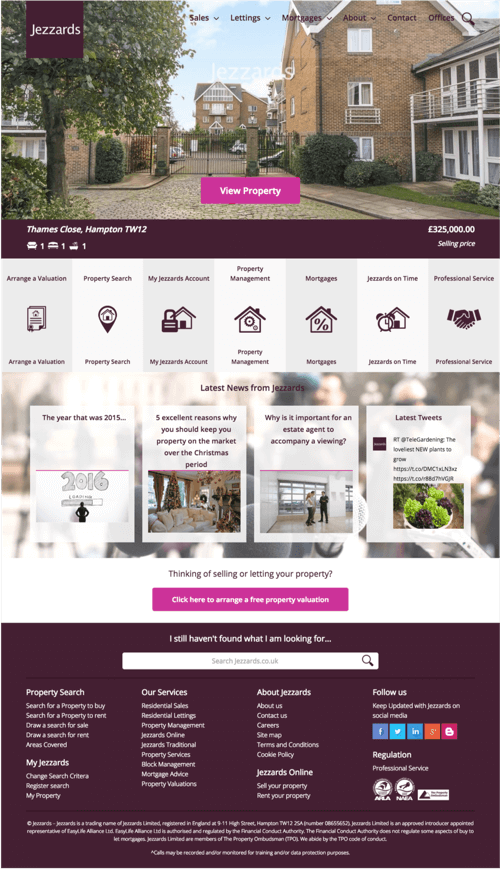 Jezzards
Sales Lettings Mortgages About Contact Offices
Jezzards
View Property
Thames Close, Hampton TW12
£325,000.00
1 1 1
Selling price
Arrange a Valuation
Property Search
My Jezzards Account
Property
Management
Mortgages
Jezzards on Time
Professional Service
Arrange a Valuation
Property Search
My Jezzards Account
Property
Management
Mortgages
Jezzards on Time
Professional Service
Latest News from Jezzards
The year that was 2015...
2016
LOADING
5 excellent reasons why
you should keep you
property on the market
over the Christmas
period
Why is it important for an
estate agent to
accompany a viewing?
Latest Tweets
RT @TeleGardening: The
loveliest NEW plants to
grow
https://t.co/DMC1xLN3xz
https://t.co/r88d7hVGJR
Thinking of selling or letting your property?
Click here to arrange a free property valuation
I still haven't found what I am looking for...
Search Jezzards.co.uk
Property Search
Search for a Property to buy
Search for a Property to rent
Draw a search for sale
Draw a search for rent
Areas Covered
My Jezzards
Change Search Critera
Register search
My Property
Our Services
Residential Sales
Residential Lettings
Property Management
Jezzards Online
Jezzards Traditional
Property Services
Block Management
Mortgage Advice
Property Valuations
About Jezzards
About us
Contact us
Careers
Site map
Terms and Conditions
Cookie Policy
Jezzards Online
Sell your property
Rent your property
Follow us
Keep Updated with Jezzards on
social media
Regulation
Professional Service
ARLA
NAEA
© Jezzards - Jezzards is a trading name of Jezzards Limited, registered in England at 9-11 High Street, Hampton TW12 2SA (number 08655652). Jezzards Limited is an approved introducer appointed
representative of EasyLife Alliance Ltd. EasyLife Alliance Ltd is authorised and regulated by the Financial Conduct Authority. The Financial Conduct Authority does not regulate some aspects of buy to
let mortgages. Jezzards Limited are members of The Property Ombudsman (TPO). We abide by the TPO code of conduct.
^Calls may be recorded and/or monitored for training and/or data protection purposes.